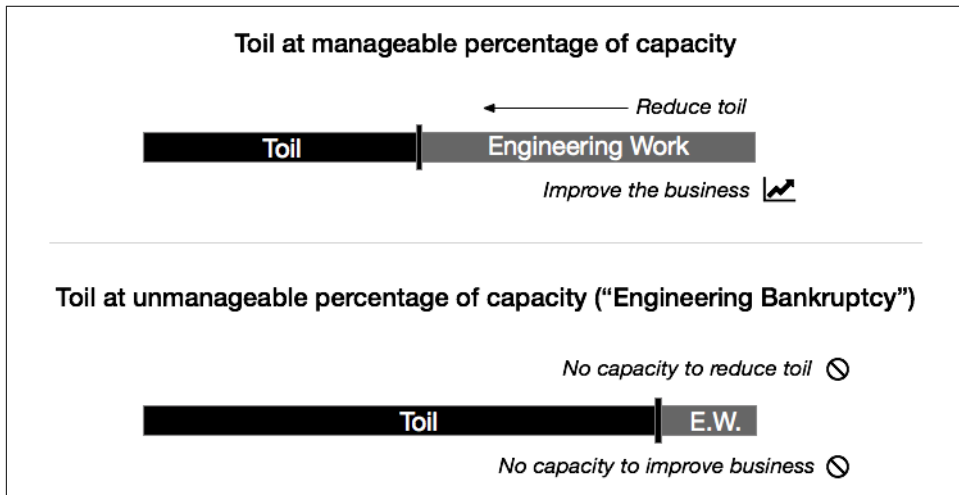 Toil at manageable percentage of capacity
Reduce toil
Toil Engineering Work
Improve the business
Toil at unmanageable percentage of capacity (“Engineering Bankruptcy”)
No capacity to reduce toil
Toil E.W.
No capacity to improve business